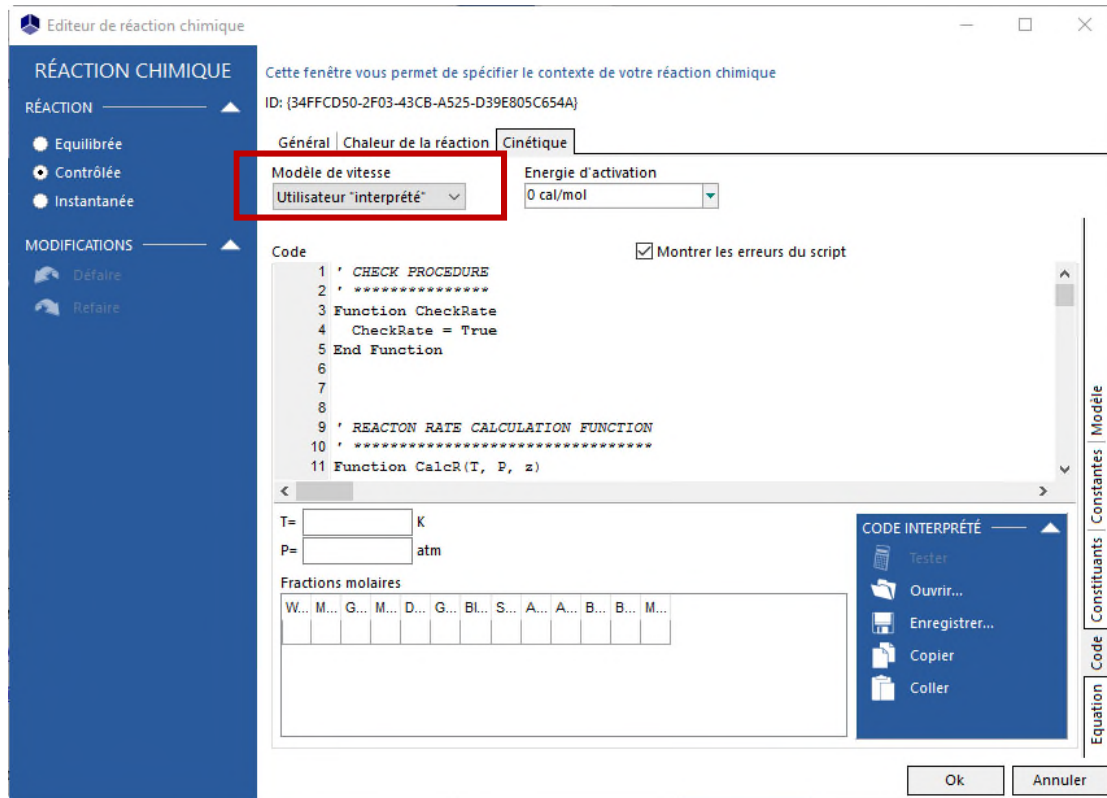 Editeur de réaction chimique
RÉACTION CHIMIQUE
RÉACTION
Equilibrée
Contrôlée
Instantanée
MODIFICATIONS
Défaire
Refaire
Cette fenêtre vous permet de spécifier le contexte de votre réaction chimique
ID: {34FFCD50-2F03-43CB-A525-D39E805C654A}
Général Chaleur de la réaction Cinétique
Modèle de vitesse Energie d'activation
Utilisateur "interprété" 0 cal/mol
Code Montrer les erreurs du script
1 ' CHECK PROCEDURE
2 ' ***************
3 Function CheckRate
4 CheckRate = True
5 End Function
6
7
8
9 ' REACTON RATE CALCULATION FUNCTION
10 ' *********************************
11 Function CalcR(T, P, z)
T= K
P= atm
Fractions molaires
W... M... G... M... D... G... BI... S... A... A... B... B... M...
CODE INTERPRÉTÉ
Tester
Ouvrir...
Enregistrer...
Copier
Coller
Equation Code Constituants Constantes Modèle
Ok Annuler